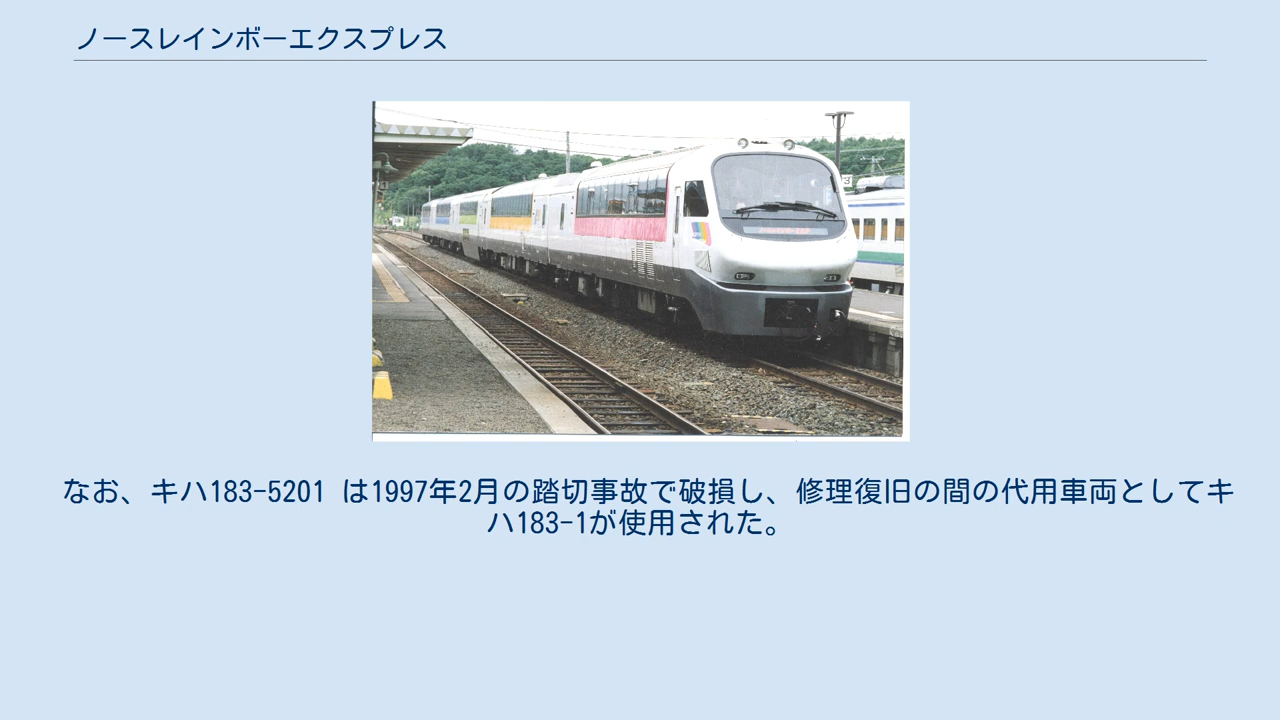 ノースレインボーエクスプレス
3
なお、キハ183-5201 は1997年2月の踏切事故で破損し、修理復旧の間の代用車両としてキ
ハ183-1が使用された。